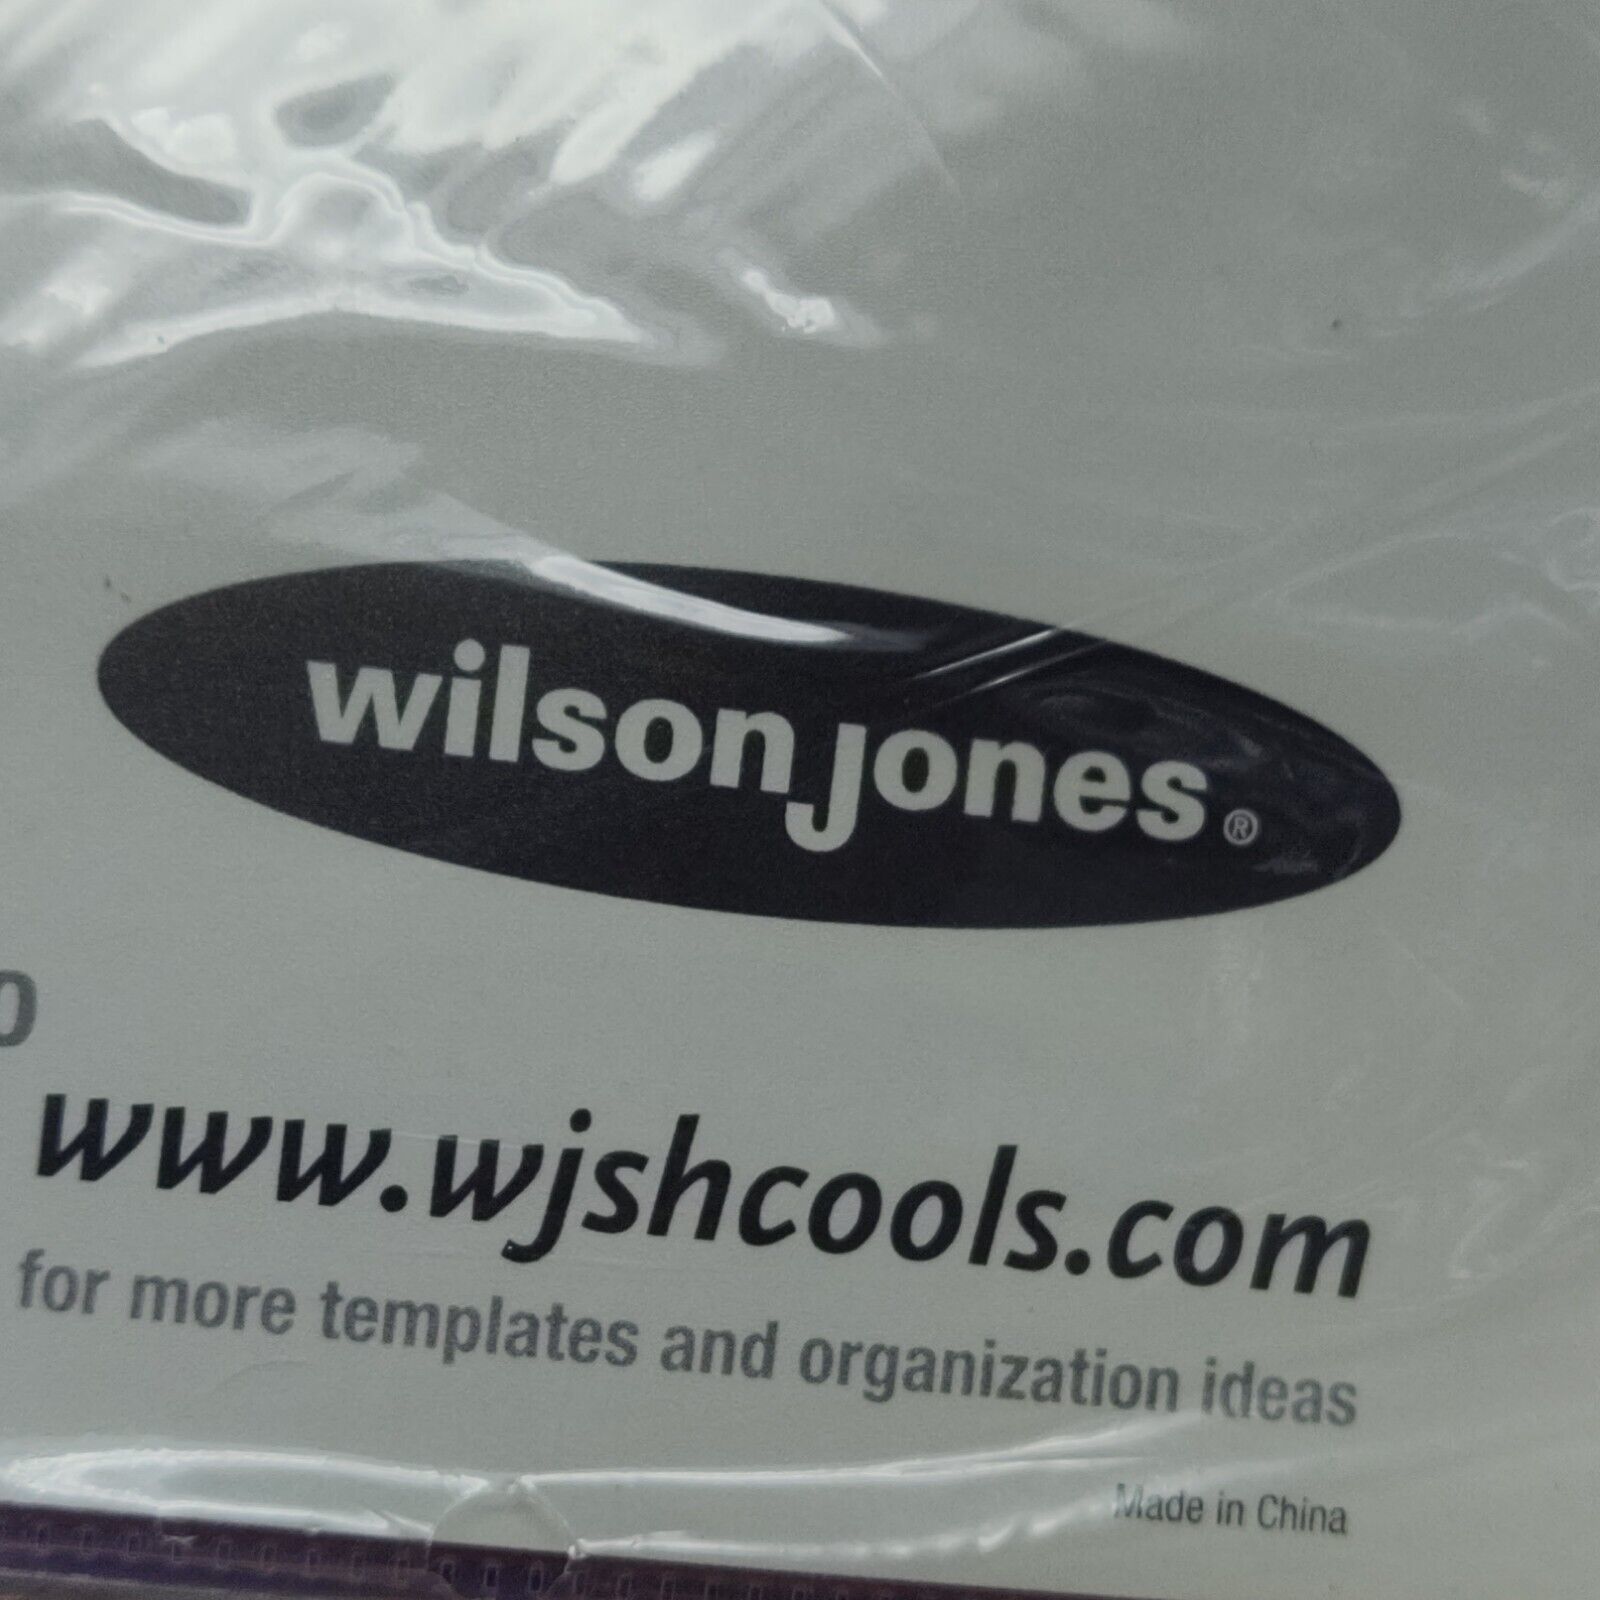 wilson jones®
www.wjshcools.com
for more templates and organization ideas
Made in China